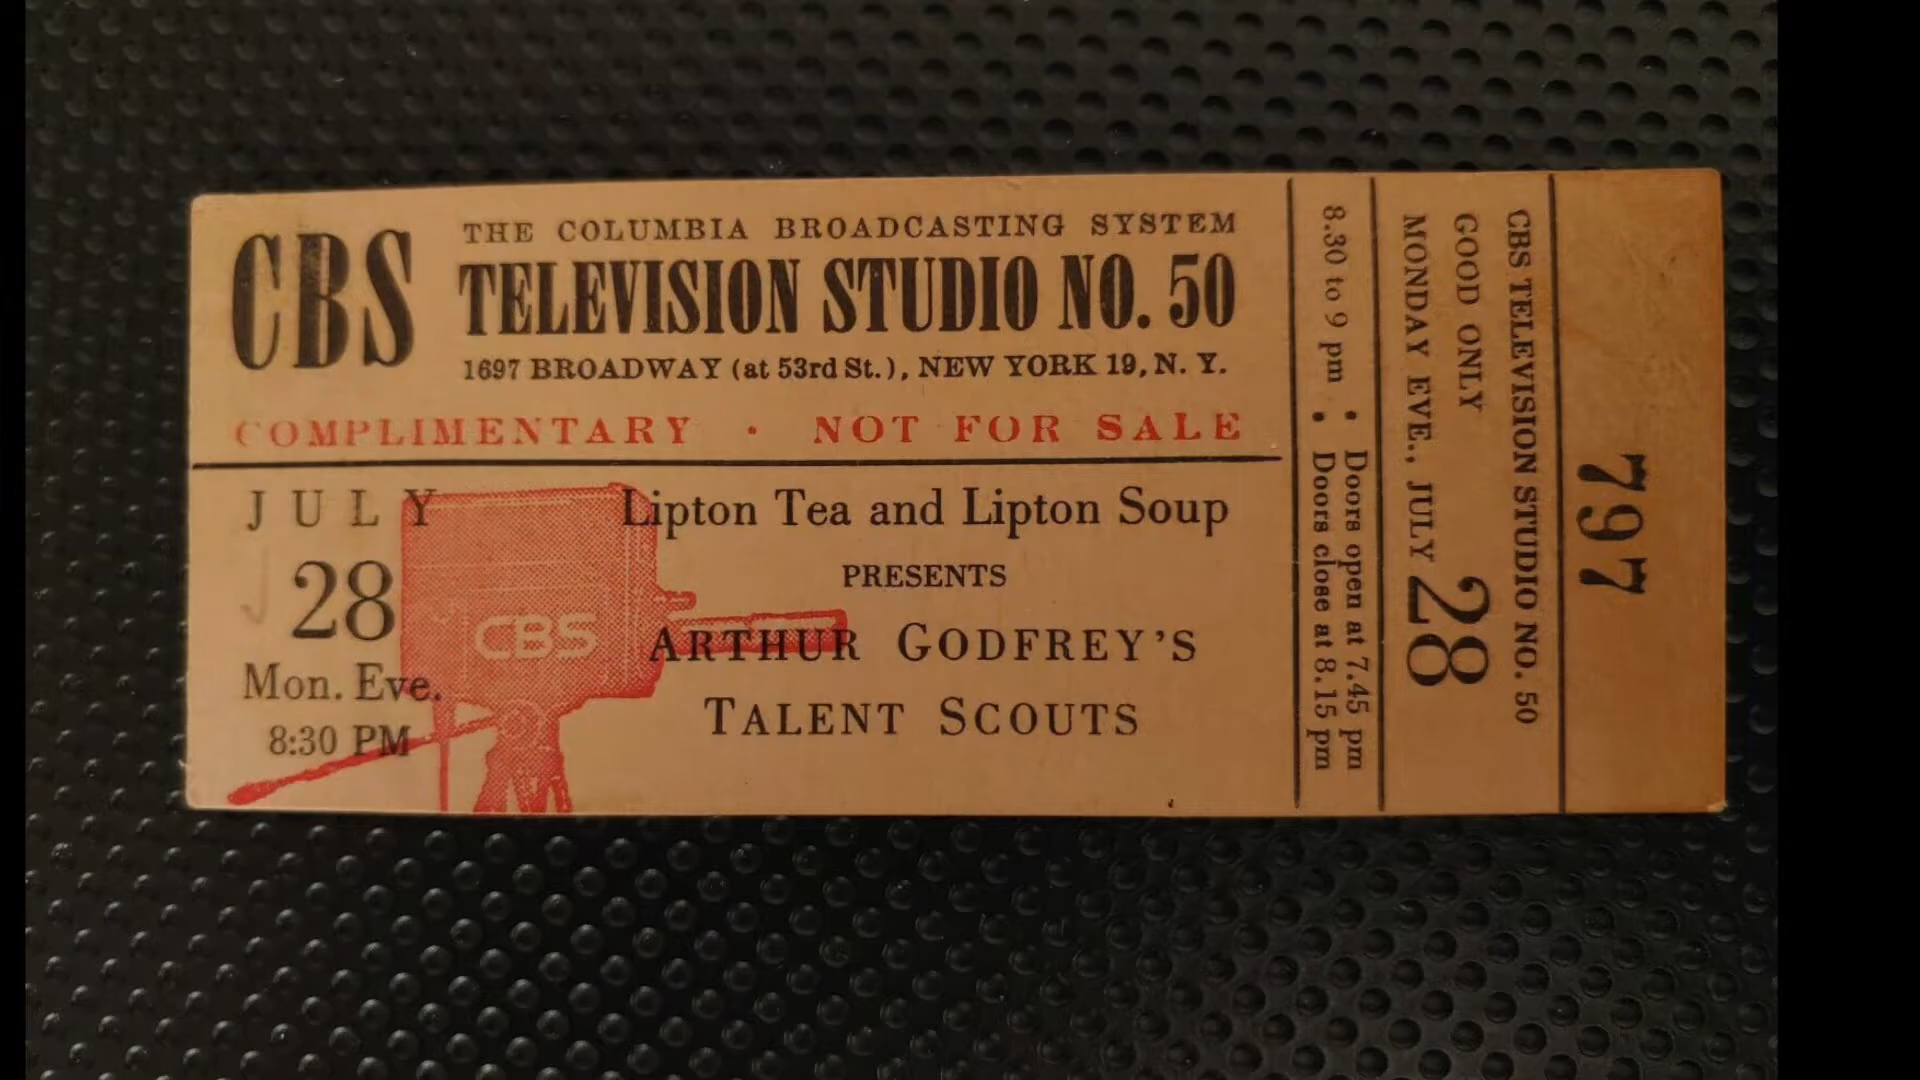 CBS
THE COLUMBIA BROADCASTING SYSTEM
TELEVISION STUDIO NO. 50
1697 BROADWAY (at 53rd St.), NEW YORK 19, N. Y.
COMPLIMENTARY · NOT FOR SALE
JULY
28
Mon. Eve.
8:30 PM
CBS
Lipton Tea and Lipton Soup
PRESENTS
ARTHUR GODFREY'S
TALENT SCOUTS
8.30 to 9 pm • Doors open at 7.45 pm
• Doors close at 8.15 pm
CBS TELEVISION STUDIO NO. 50
GOOD ONLY
MONDAY EVE., JULY 28
797